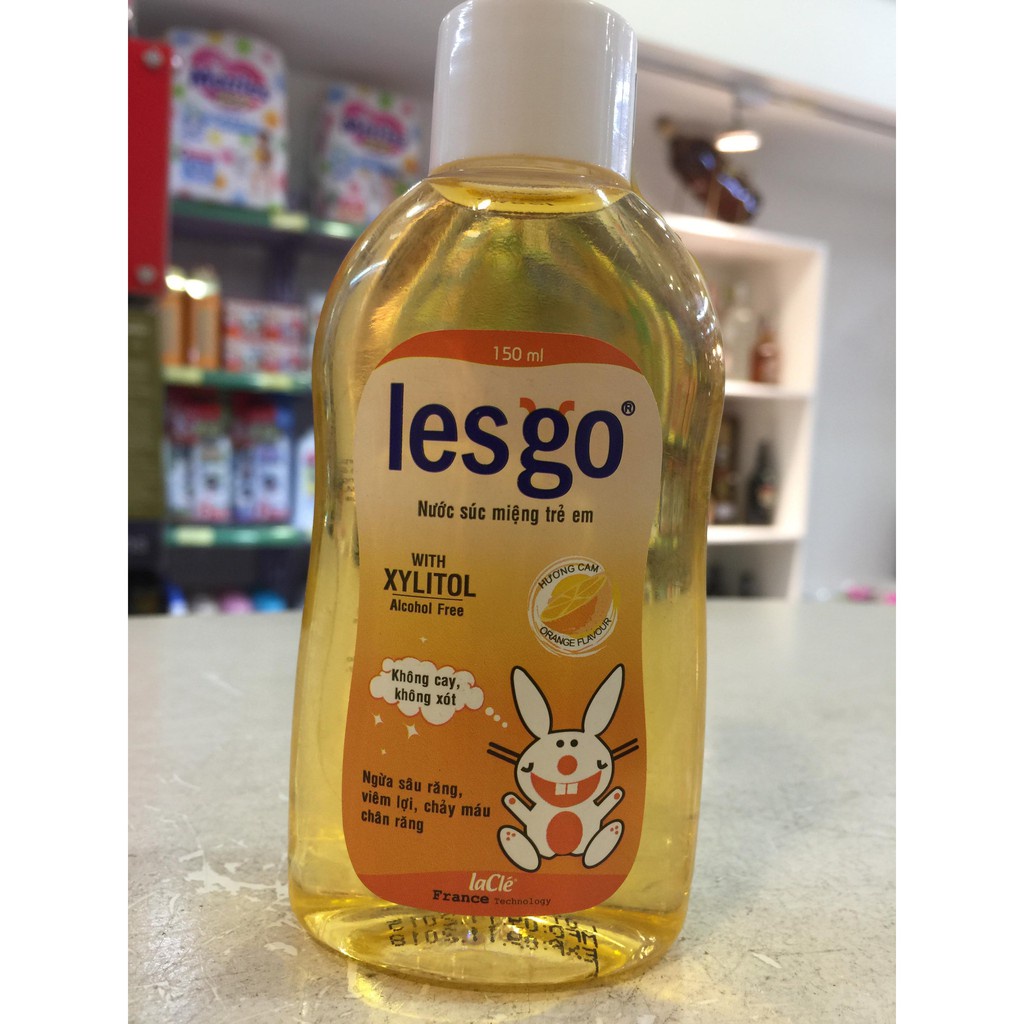 150 ml
lesgo®
Nước súc miệng trẻ em
WITH
XYLITOL
Alcohol Free
HƯƠNG CAM
ORANGE FLAVOUR
Không cay,
không xót
Ngừa sâu răng,
viêm lợi, chảy máu
chân răng
laClé
France Technology